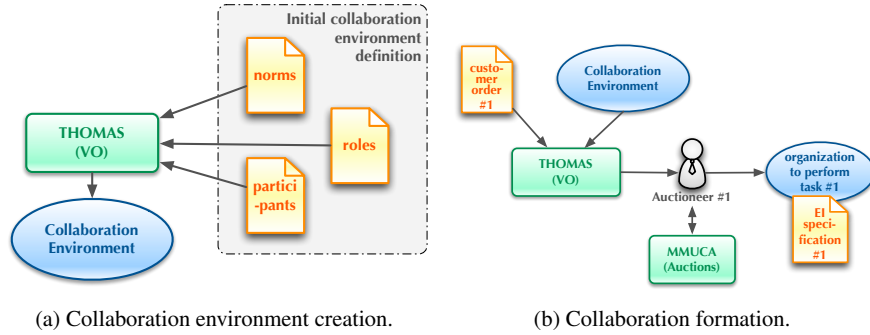 Initial collaboration
environment
definition
norms
THOMAS
(VO)
roles
partici
-pants
Collaboration
Environment
(a) Collaboration environment creation.
custo-
mer
order
#1
Collaboration
Environment
THOMAS
(VO)
Auctioneer #1
organization
to perform
task #1
EI
speci-
fication
#1
MMUCA
(Auctions)
(b) Collaboration formation.